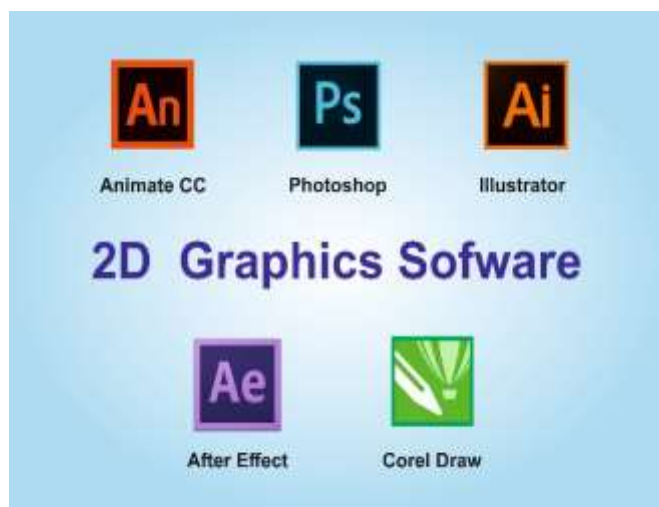 An Ps Ai
Animate CC Photoshop Illustrator
2D Graphics Sofware
Ae
After Effect Corel Draw